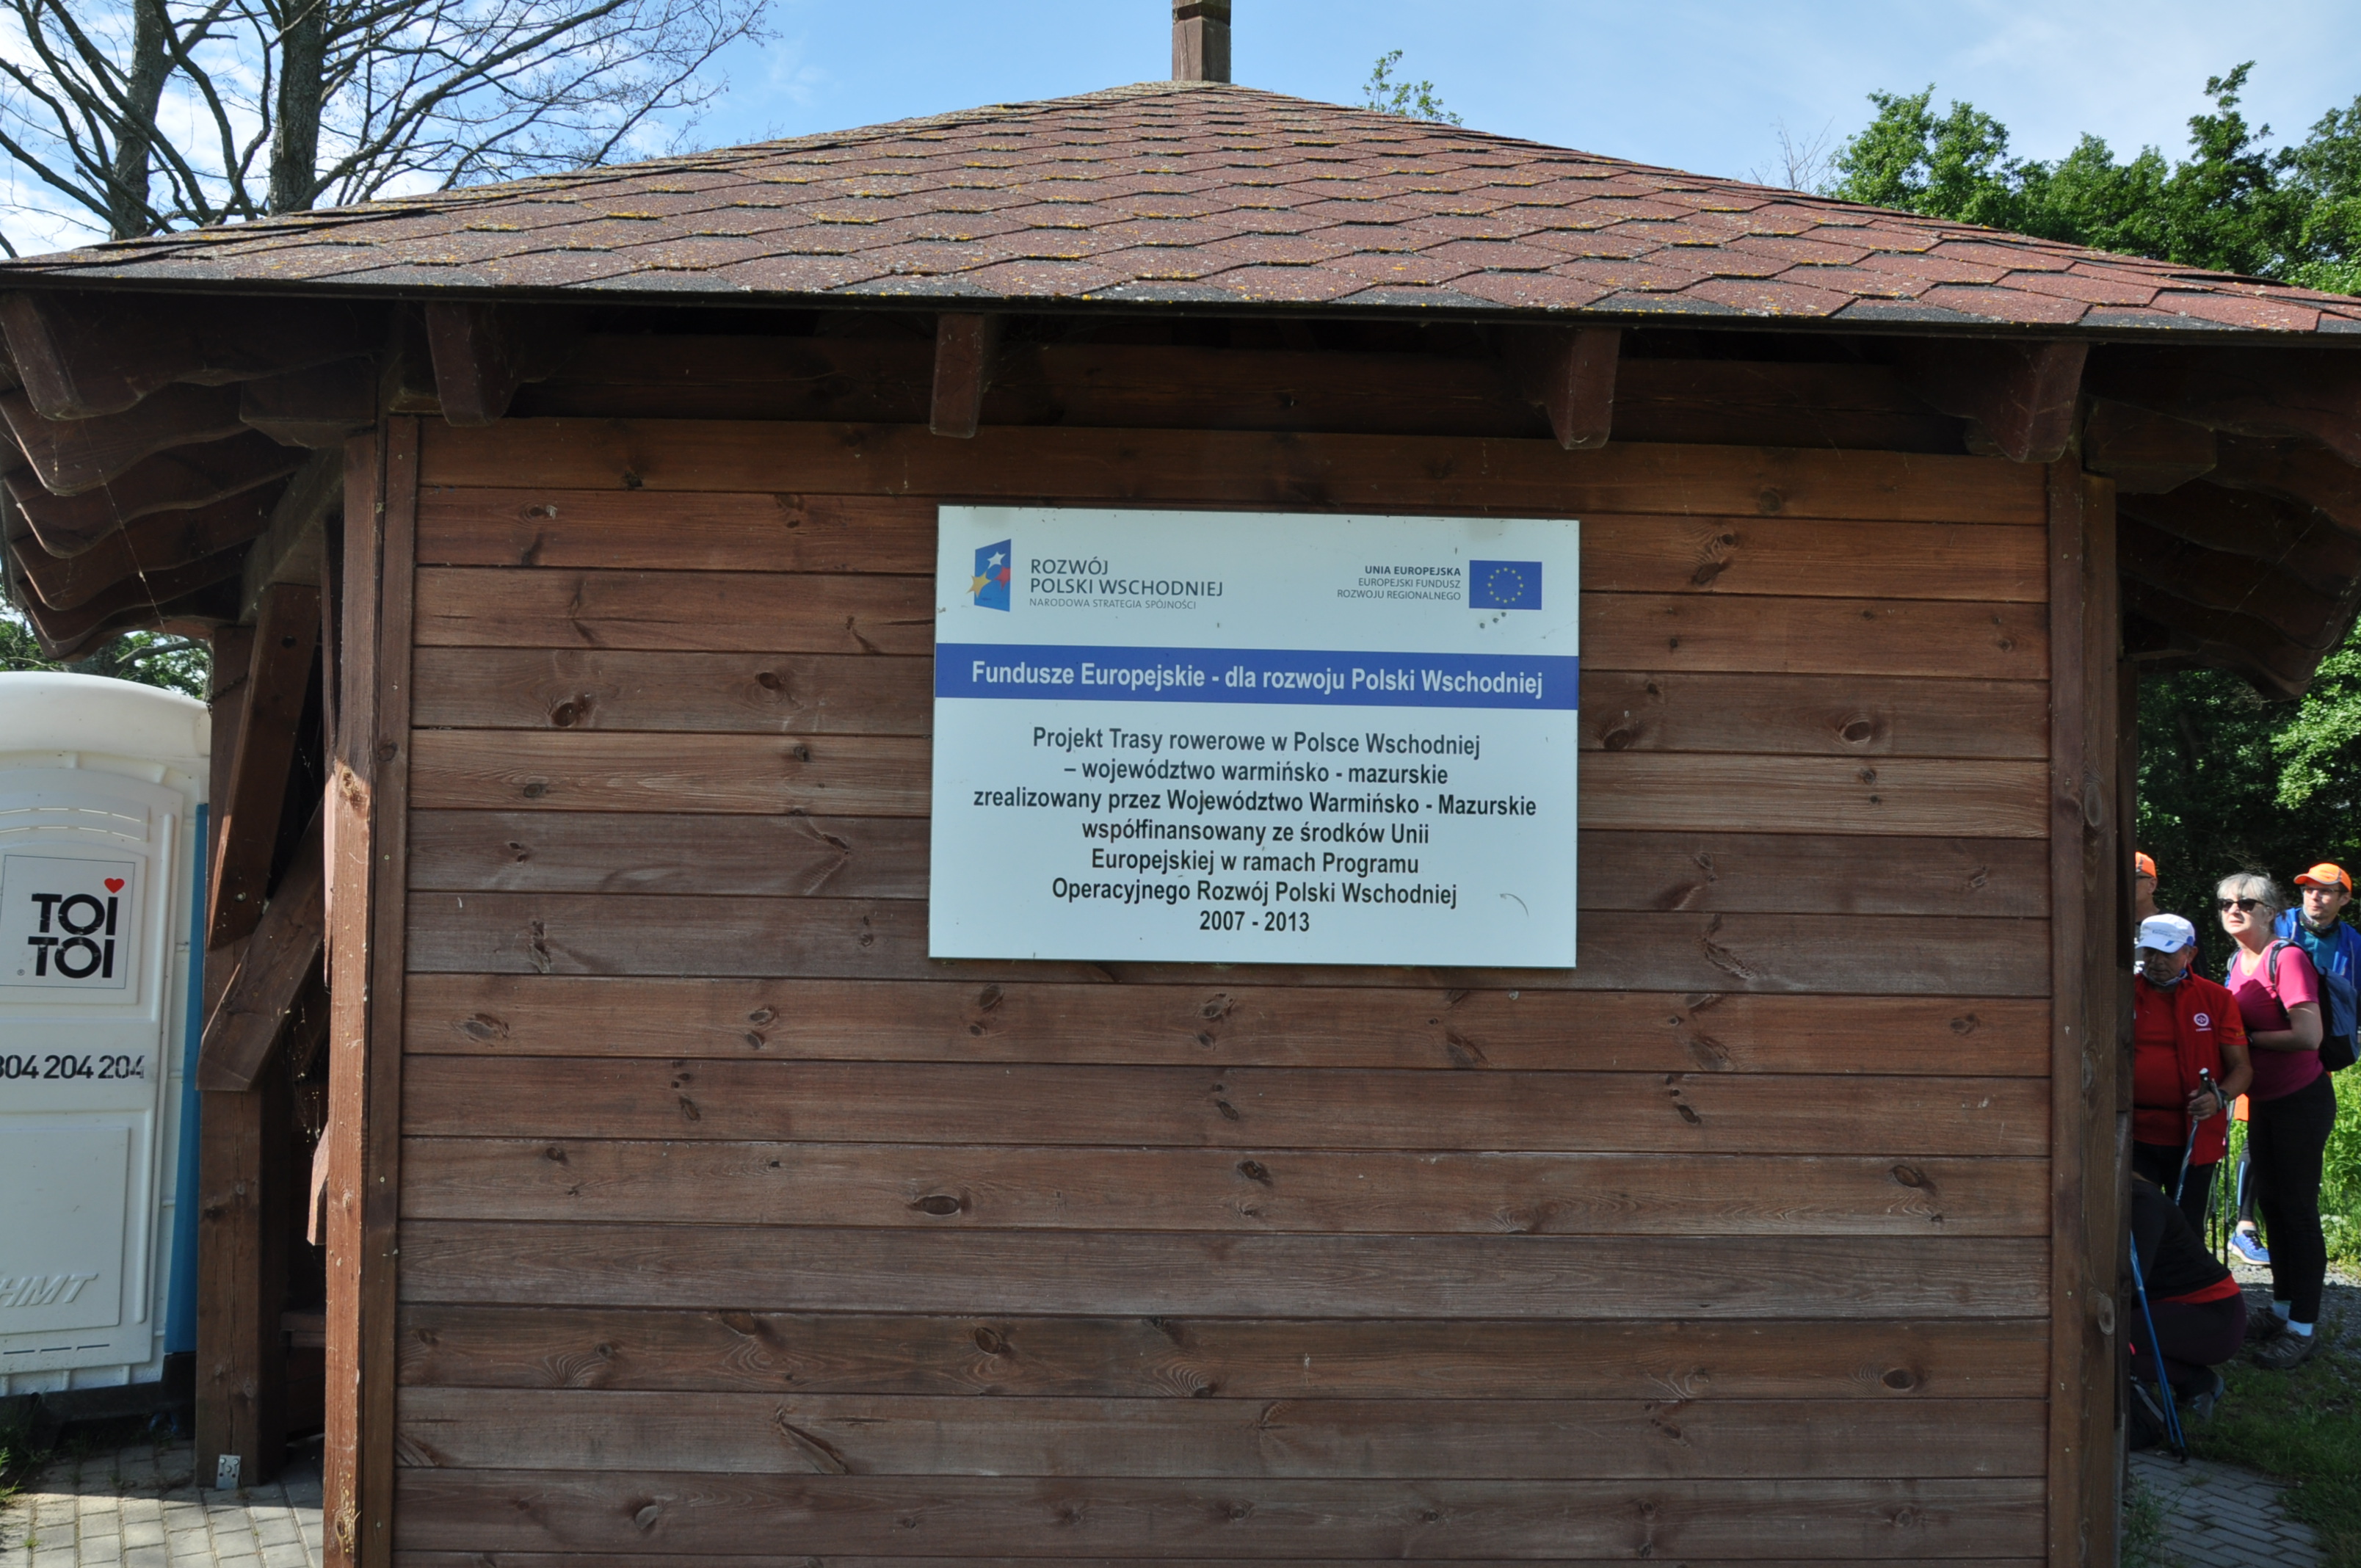 ROZWÓJ
POLSKI WSCHODNIEJ
NARODOWA STRATEGIA SPÓJNOŚCI
UNIA EUROPEJSKA
EUROPEJSKI FUNDUSZ
ROZWOJU REGIONALNEGO
Fundusze Europejskie - dla rozwoju Polski Wschodniej
Projekt Trasy rowerowe w Polsce Wschodniej
– województwo warmińsko - mazurskie
zrealizowany przez Województwo Warmińsko - Mazurskie
współfinansowany ze środków Unii
Europejskiej w ramach Programu
Operacyjnego Rozwój Polski Wschodniej
2007 - 2013
TOI
TOI
204 204